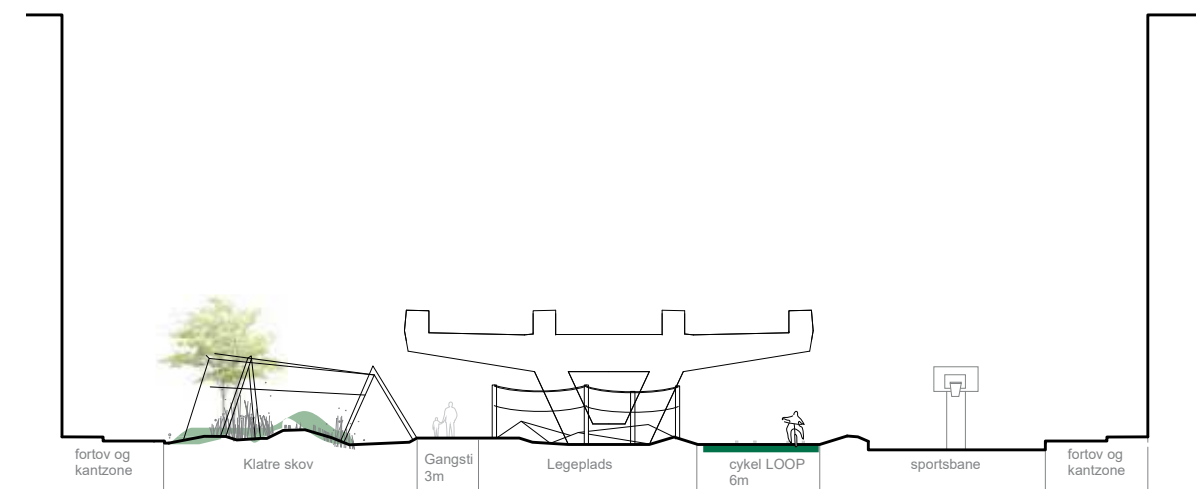 fortov og
kantzone
Klatre skov
Gangsti
3m
Legeplads
cykel LOOP
6m
sportsbane
fortov og
kantzone